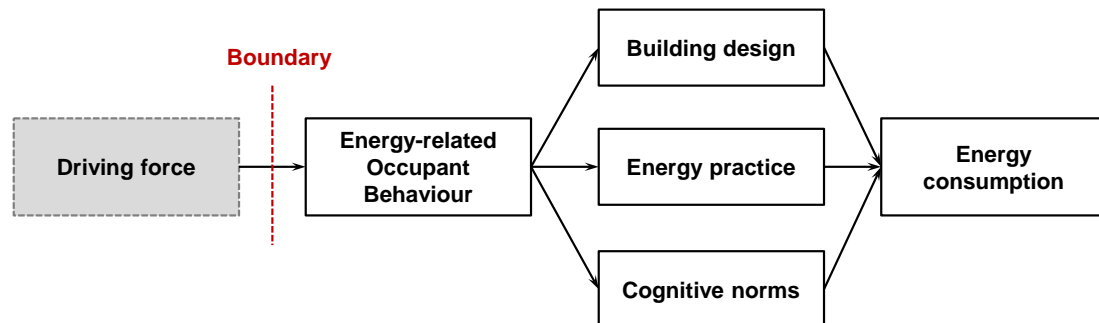 Boundary
Driving force
Energy-related
Occupant
Behaviour
Building design
Energy practice
Cognitive norms
Energy
consumption